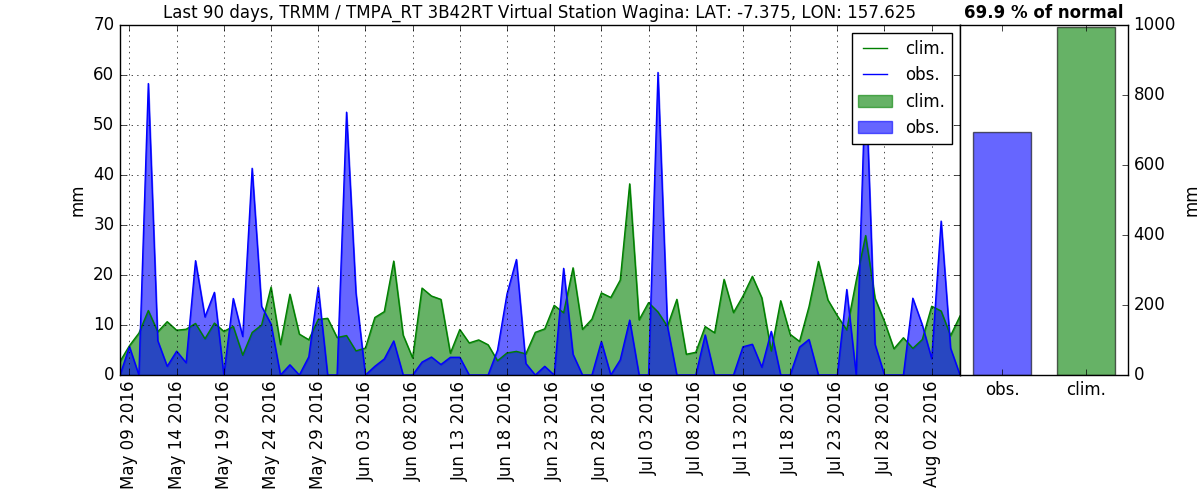 Last 90 days, TRMM / TMPA_RT 3B42RT Virtual Station Wagina: LAT: -7.375, LON: 157.625
69.9 % of normal
70
60
50
40
30
20
10
0
mm
clim.
obs.
clim.
obs.
1000
800
600
400
200
0
mm
May 09 2016
May 14 2016
May 19 2016
May 24 2016
May 29 2016
Jun 03 2016
Jun 08 2016
Jun 13 2016
Jun 18 2016
Jun 23 2016
Jun 28 2016
Jul 03 2016
Jul 08 2016
Jul 13 2016
Jul 18 2016
Jul 23 2016
Jul 28 2016
Aug 02 2016
obs.
clim.